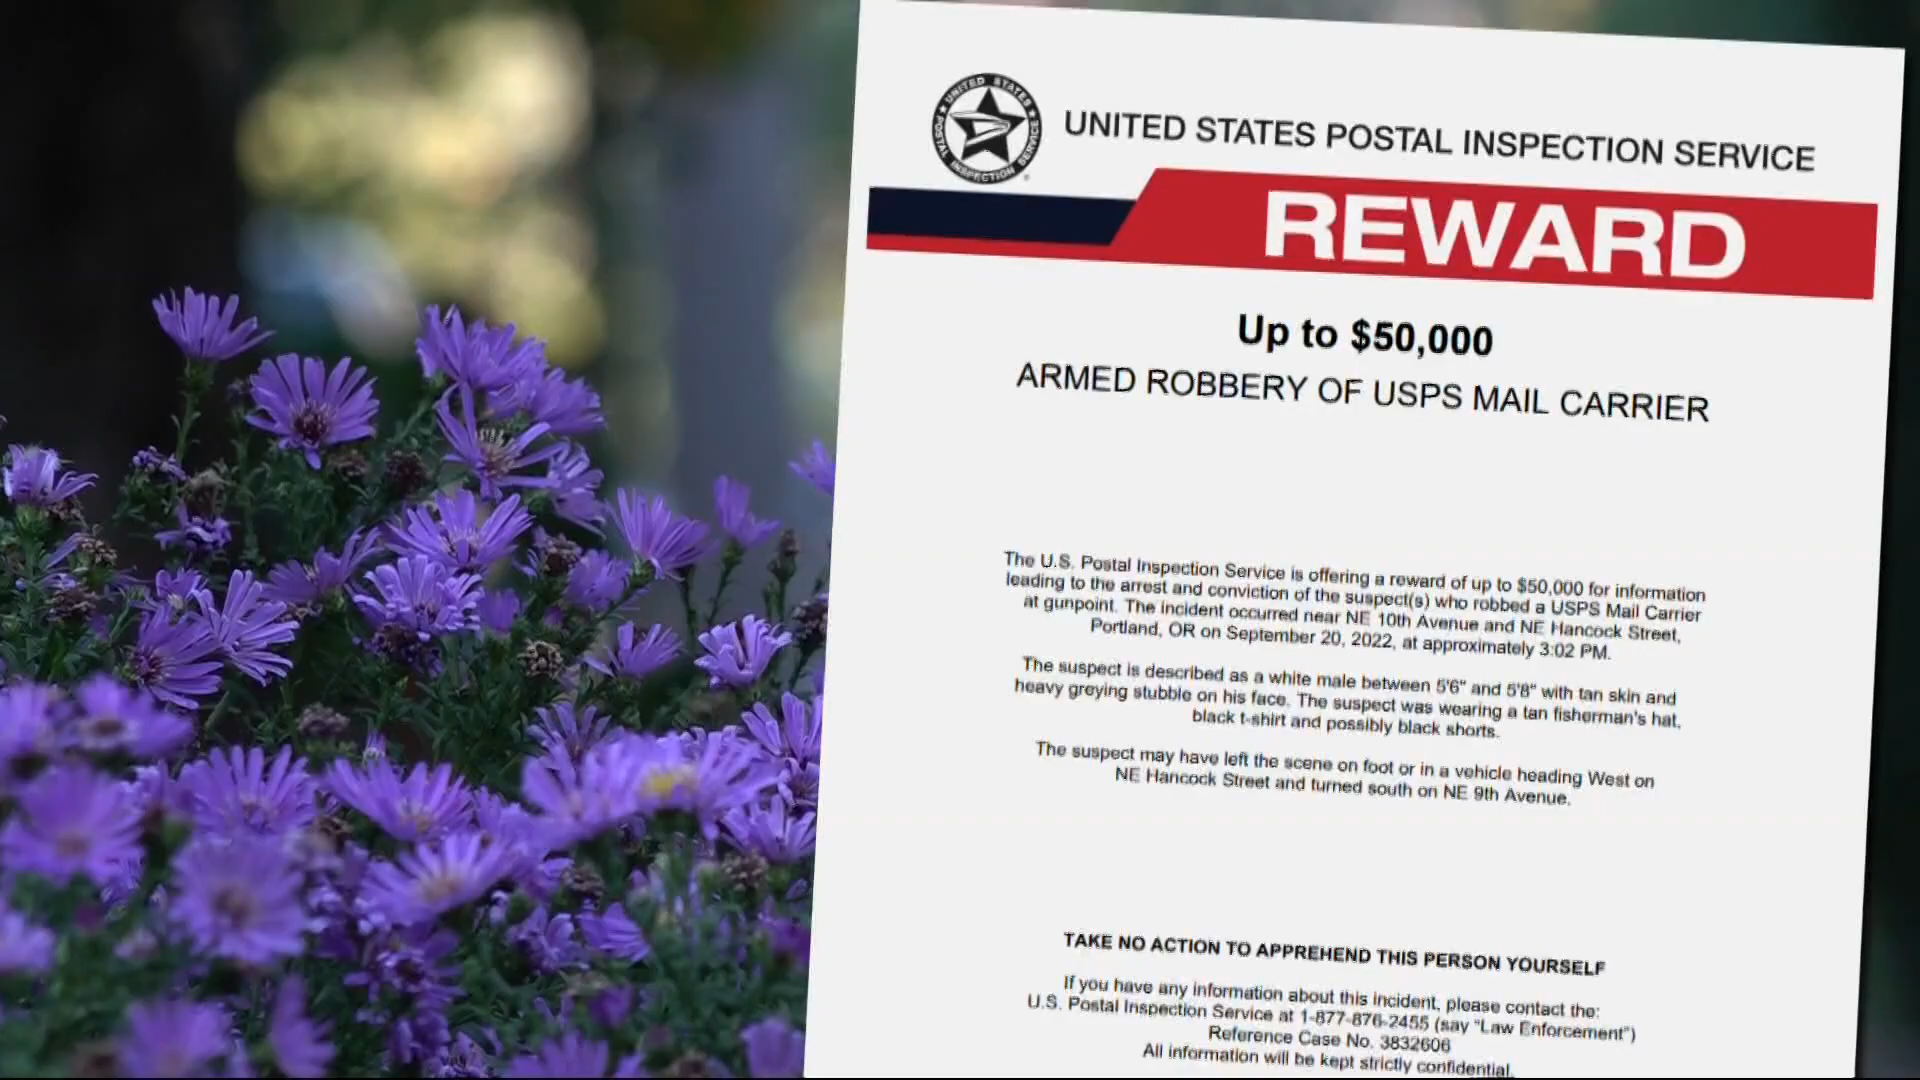 UNITED STATES
POSTAL INSPECTION SERVICE
UNITED STATES POSTAL INSPECTION SERVICE
REWARD
Up to $50,000
ARMED ROBBERY OF USPS MAIL CARRIER
The U.S. Postal Inspection Service is offering a reward of up to $50,000 for information
leading to the arrest and conviction of the suspect(s) who robbed a USPS Mail Carrier
at gunpoint. The incident occurred near NE 10th Avenue and NE Hancock Street,
Portland, OR on September 20, 2022, at approximately 3:02 PM.
The suspect is described as a white male between 5'6" and 5'8" with tan skin and
heavy greying stubble on his face. The suspect was wearing a tan fisherman's hat,
black t-shirt and possibly black shorts.
The suspect may have left the scene on foot or in a vehicle heading West on
NE Hancock Street and turned south on NE 9th Avenue.
TAKE NO ACTION TO APPREHEND THIS PERSON YOURSELF
If you have any information about this incident, please contact the:
U.S. Postal Inspection Service at 1-877-876-2455 (say "Law Enforcement")
Reference Case No. 3832606
All information will be kept strictly confidential.